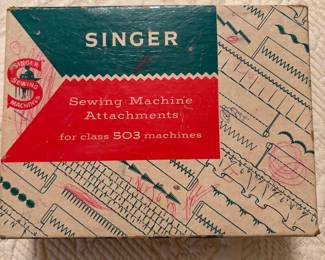 SINGER
SINGER
SEWING
MACHINES
Sewing Machine
Attachments
for class 503 machines